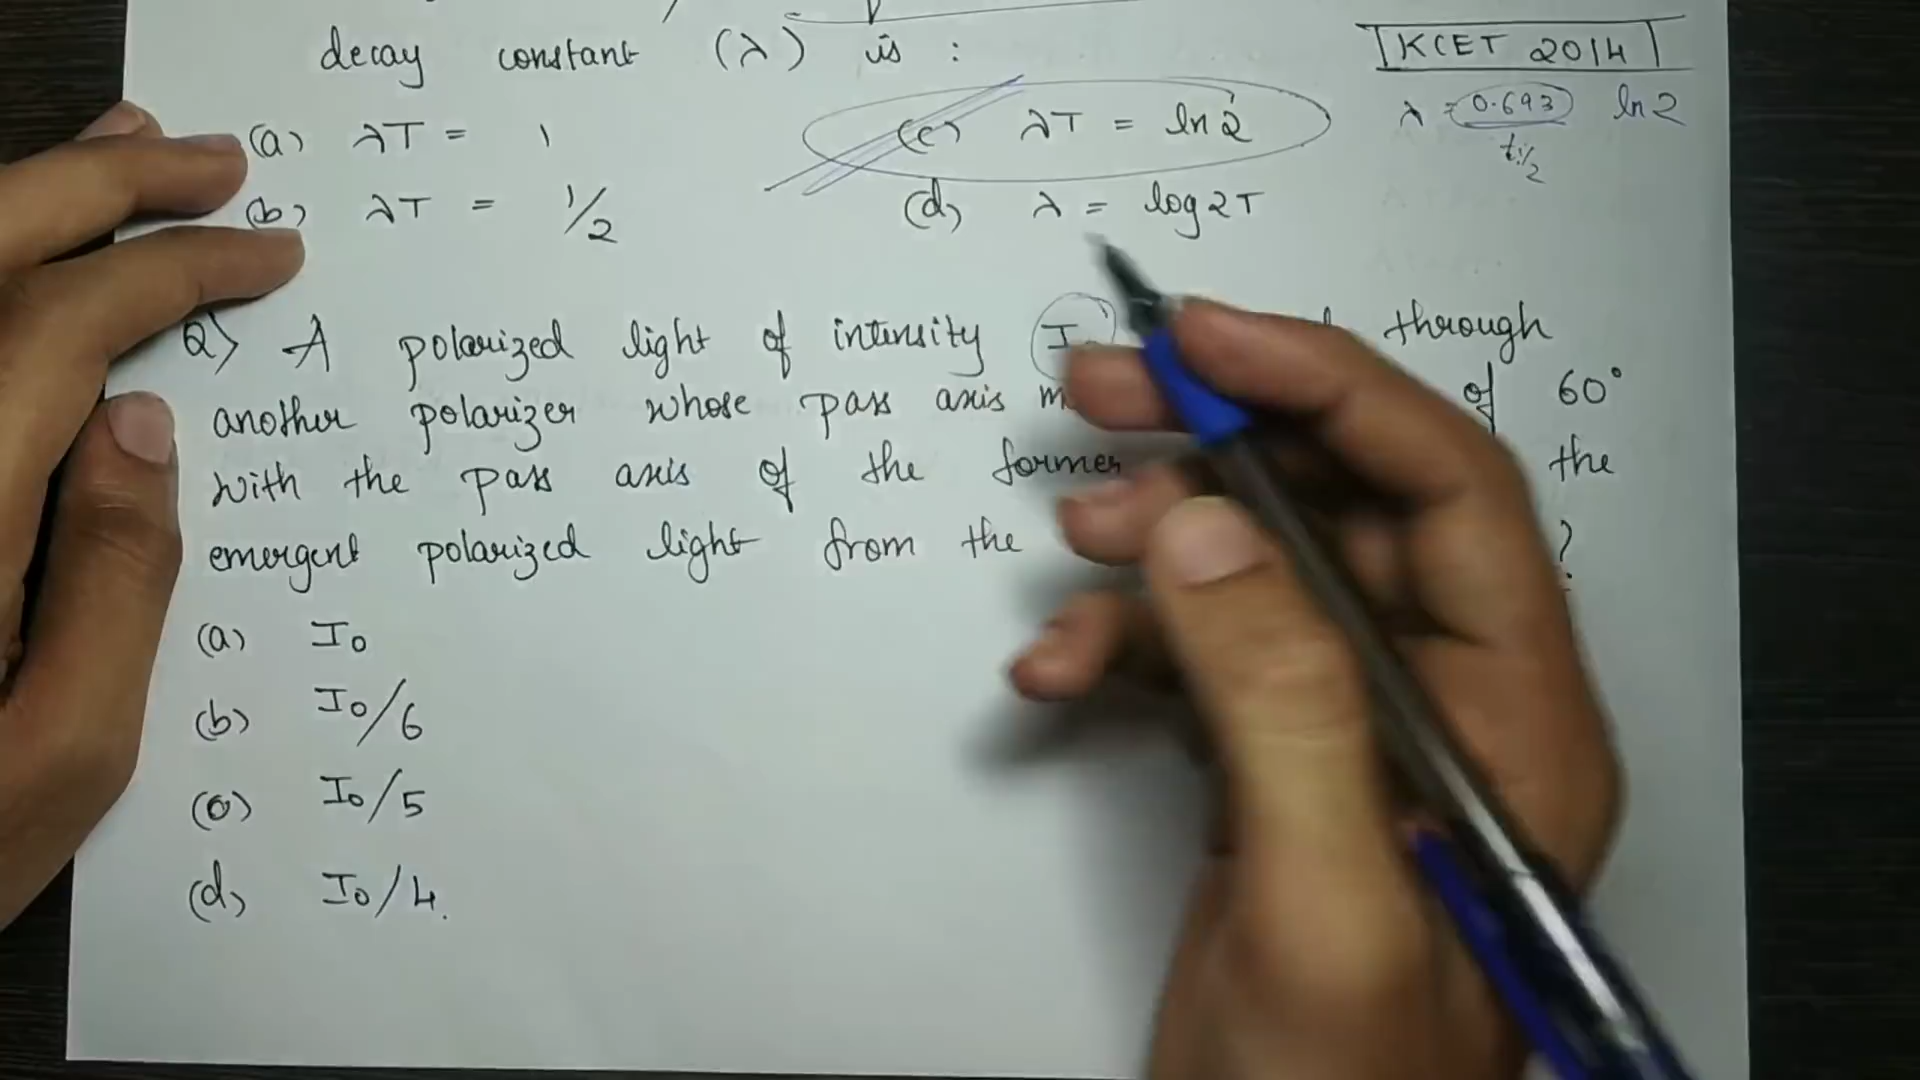 decay constant (λ) is :
KCET 2014
(a) λT = 1
(c) λT = ln 2
λ = 0.693 / t1/2
ln 2
(b) λT = 1/2
(d) λ = log 2T
Q) A polarized light of intensity through
another polarizer whose pass axis of 60°
with the pass axis of the former the
emergent polarized light from the ?
(a) I0
(b) I0/6
(c) I0/5
(d) I0/4.